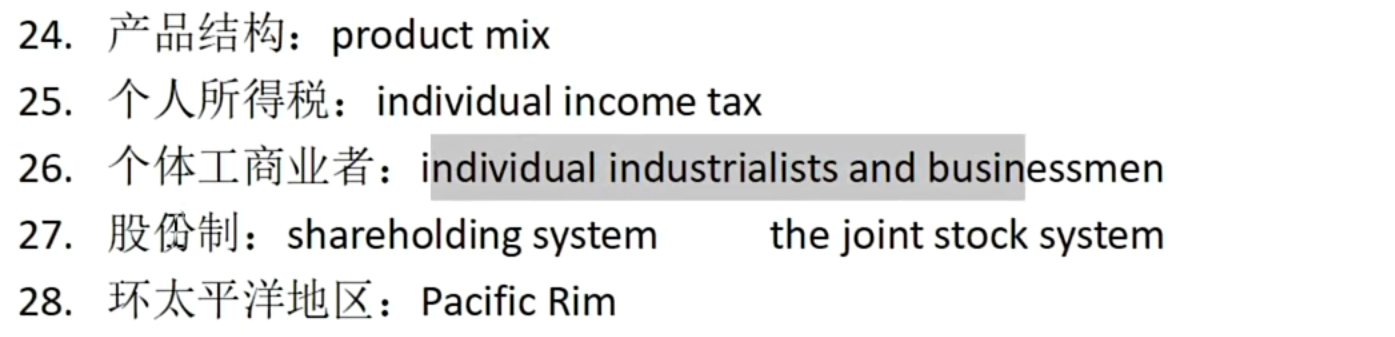 24. 产品结构：product mix
25. 个人所得税：individual income tax
26. 个体工商业者：individual industrialists and businessmen
27. 股份制：shareholding system the joint stock system
28. 环太平洋地区：Pacific Rim